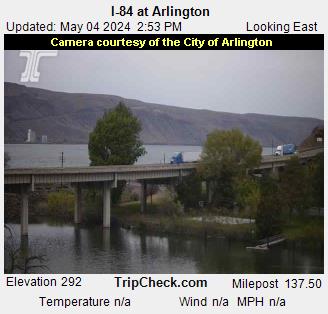 I-84 at Arlington
Updated: May 04 2024 2:53 PM Looking East
Camera courtesy of the City of Arlington
Elevation 292 TripCheck.com Milepost 137.50
Temperature n/a Wind n/a MPH n/a